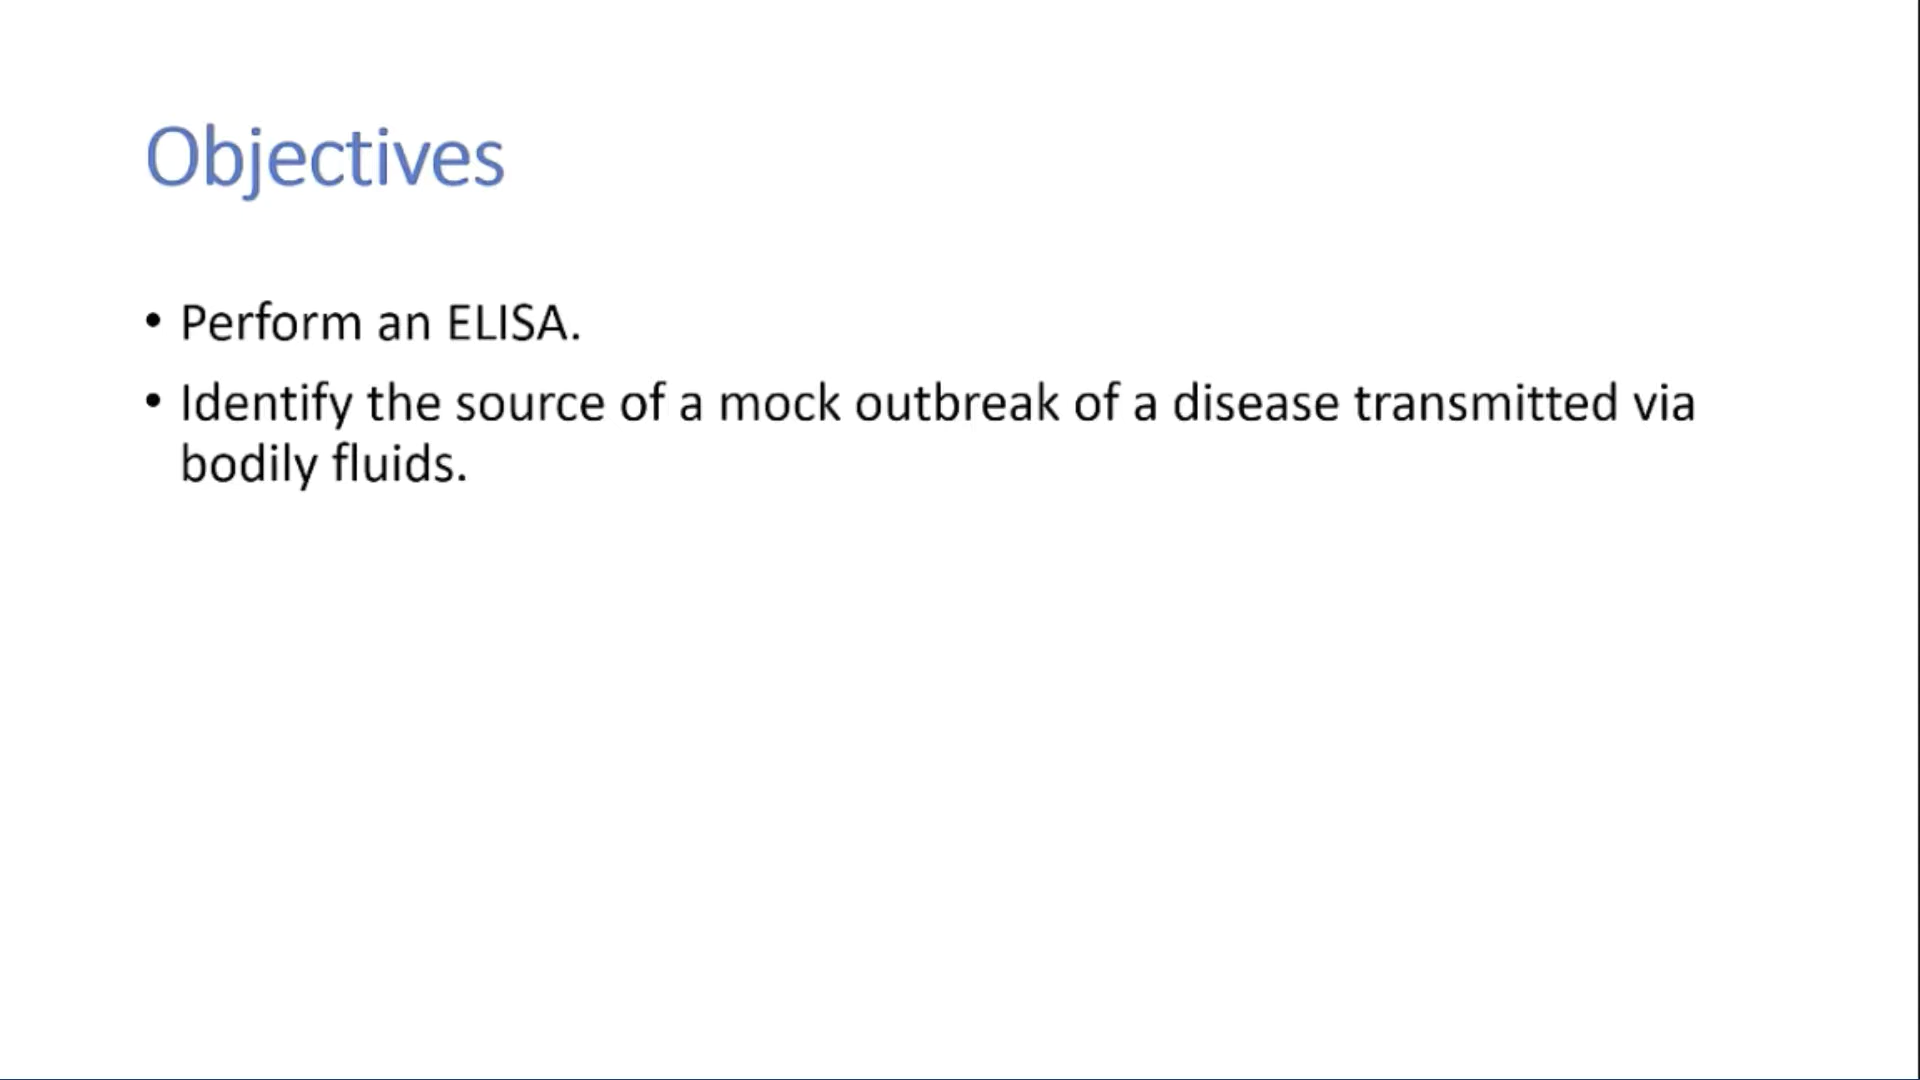 Objectives
• Perform an ELISA.
• Identify the source of a mock outbreak of a disease transmitted via
bodily fluids.